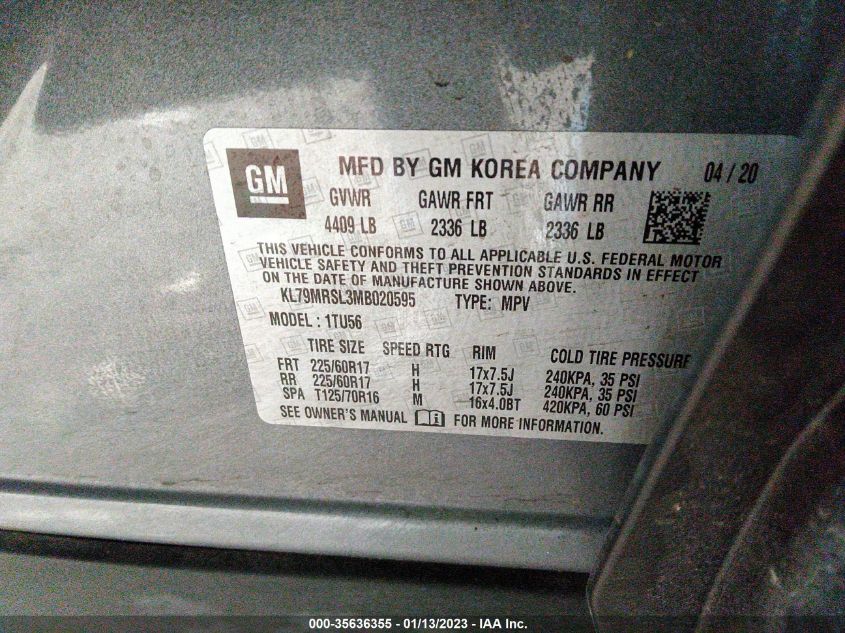 GM
MFD BY GM KOREA COMPANY 04 / 20
GVWR GAWR FRT GAWR RR
4409 LB 2336 LB 2336 LB
THIS VEHICLE CONFORMS TO ALL APPLICABLE U.S. FEDERAL MOTOR
VEHICLE SAFETY AND THEFT PREVENTION STANDARDS IN EFFECT
ON THE DATE OF MANUFACTURE SHOWN ABOVE.
KL79MRSL3MB020595 TYPE: MPV
MODEL : 1TU56
TIRE SIZE SPEED RTG RIM COLD TIRE PRESSURE
FRT 225/60R17 H 17x7.5J 240KPA, 35 PSI
RR 225/60R17 H 17x7.5J 240KPA, 35 PSI
SPA T125/70R16 M 16x4.0BT 420KPA, 60 PSI
SEE OWNER'S MANUAL i FOR MORE INFORMATION.
000-35636355 - 01/13/2023 - IAA Inc.